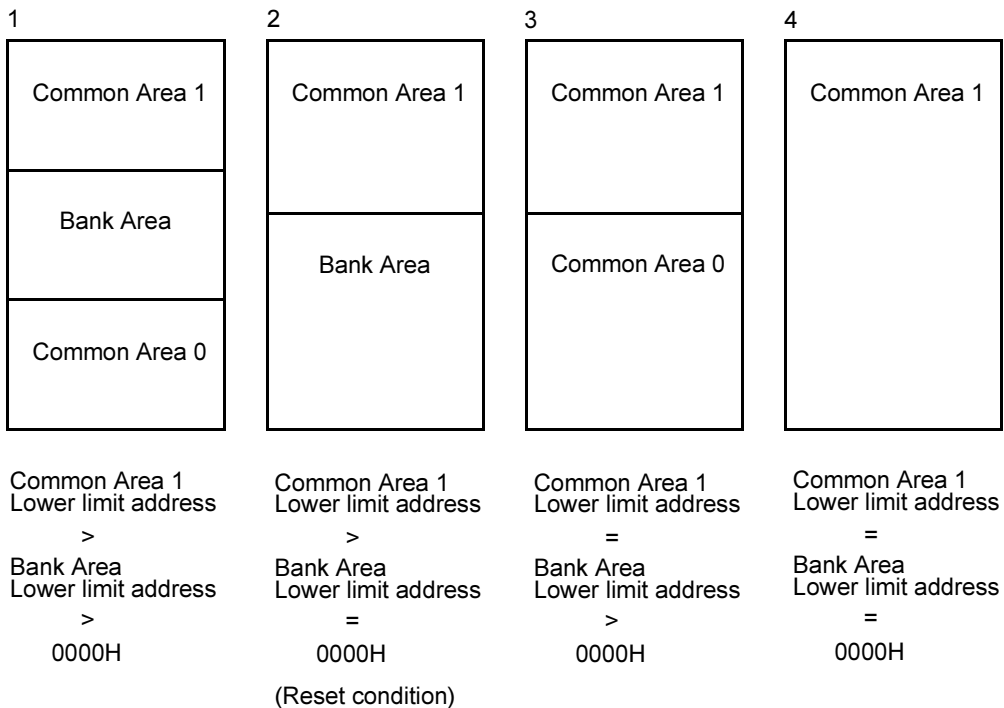 1
Common Area 1
Bank Area
Common Area 0
Common Area 1
Lower limit address
>
Bank Area
Lower limit address
>
0000H
2
Common Area 1
Bank Area
Common Area 1
Lower limit address
>
Bank Area
Lower limit address
=
0000H
(Reset condition)
3
Common Area 1
Common Area 0
Common Area 1
Lower limit address
=
Bank Area
Lower limit address
>
0000H
4
Common Area 1
Common Area 1
Lower limit address
=
Bank Area
Lower limit address
=
0000H